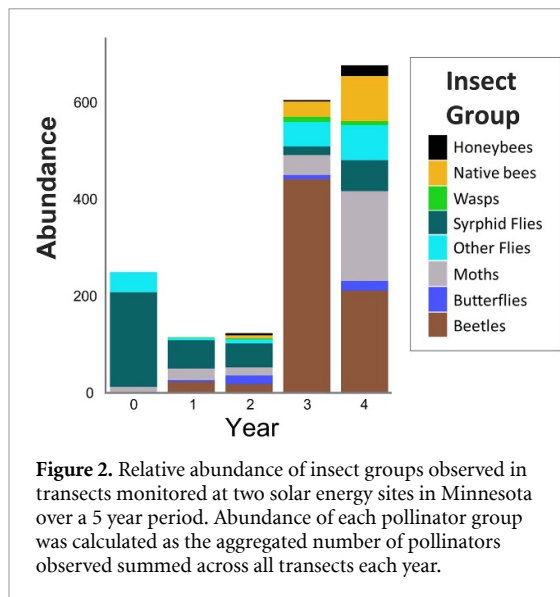 Abundance
600
400
200
0
0 1 2 3 4
Year
Insect
Group
Honeybees
Native bees
Wasps
Syrphid Flies
Other Flies
Moths
Butterflies
Beetles
Figure 2. Relative abundance of insect groups observed in
transects monitored at two solar energy sites in Minnesota
over a 5 year period. Abundance of each pollinator group
was calculated as the aggregated number of pollinators
observed summed across all transects each year.